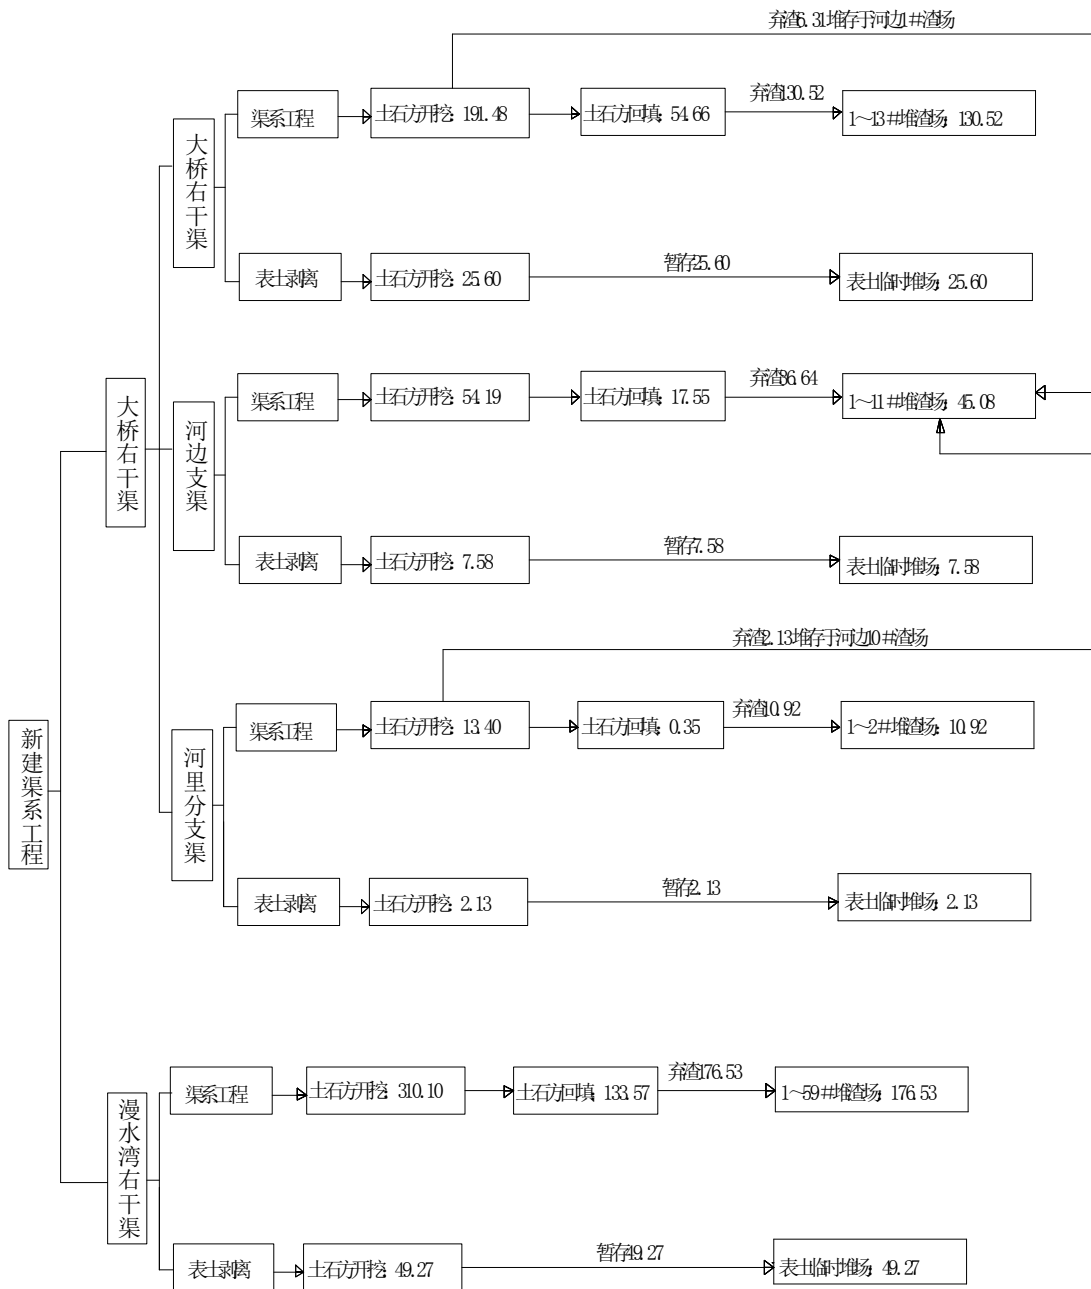 弃渣6.31堆存于河边1#渣场
渠系工程
土石方开挖: 191.48
土石方回填: 54.66
弃渣130.52
1~13#堆渣场: 130.52
大桥右干渠
表土剥离
土石方开挖: 25.60
暂存25.60
表土临时堆场: 25.60
大桥右干渠
渠系工程
土石方开挖: 54.19
土石方回填: 17.55
弃渣36.64
1~11#堆渣场: 45.08
河边支渠
表土剥离
土石方开挖: 7.58
暂存7.58
表土临时堆场: 7.58
弃渣2.13堆存于河边10#渣场
新建渠系工程
渠系工程
土石方开挖: 13.40
土石方回填: 0.35
弃渣10.92
1~2#堆渣场: 10.92
河里分支渠
表土剥离
土石方开挖: 2.13
暂存2.13
表土临时堆场: 2.13
渠系工程
土石方开挖: 310.10
土石方回填: 133.57
弃渣176.53
1~59#堆渣场: 176.53
漫水湾右干渠
表土剥离
土石方开挖: 49.27
暂存49.27
表土临时堆场: 49.27